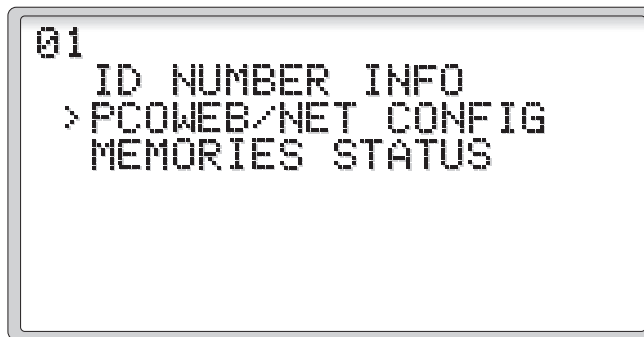 01
ID NUMBER INFO
>PCOWEB/NET CONFIG
MEMORIES STATUS